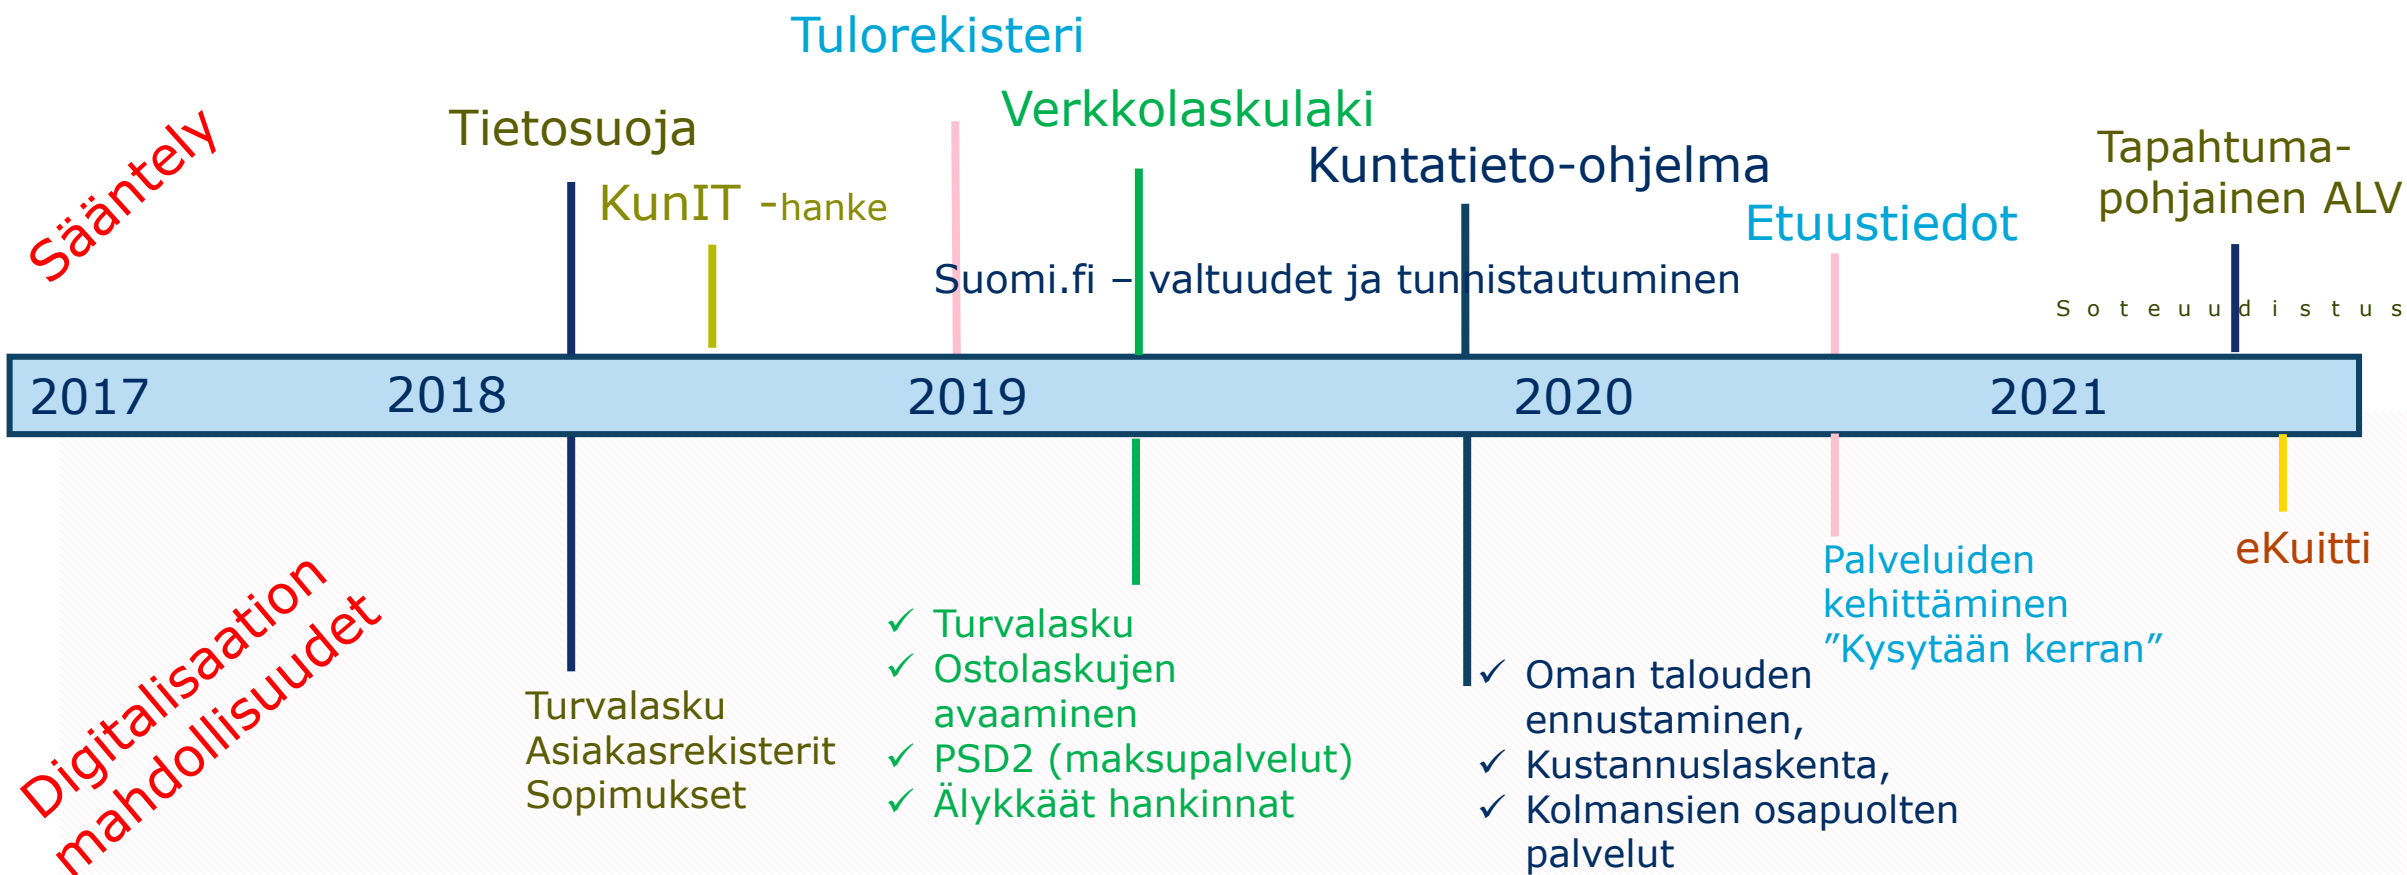 Tulorekisteri
Sääntely
Tietosuoja
Verkkolaskulaki
Kuntatieto-ohjelma
Tapahtuma-
pohjainen ALV
KunIT -hanke
Etuustiedot
Suomi.fi – valtuudet ja tunnistautuminen
Soteuudistus
2017 2018 2019 2020 2021
Digitalisaation
mahdollisuudet
Turvalasku
Asiakasrekisterit
Sopimukset
✓ Turvalasku
✓ Ostolaskujen
avaaminen
✓ PSD2 (maksupalvelut)
✓ Älykkäät hankinnat
✓ Oman talouden
ennustaminen,
✓ Kustannuslaskenta,
✓ Kolmansien osapuolten
palvelut
Palveluiden
kehittäminen
”Kysytään kerran”
eKuitti